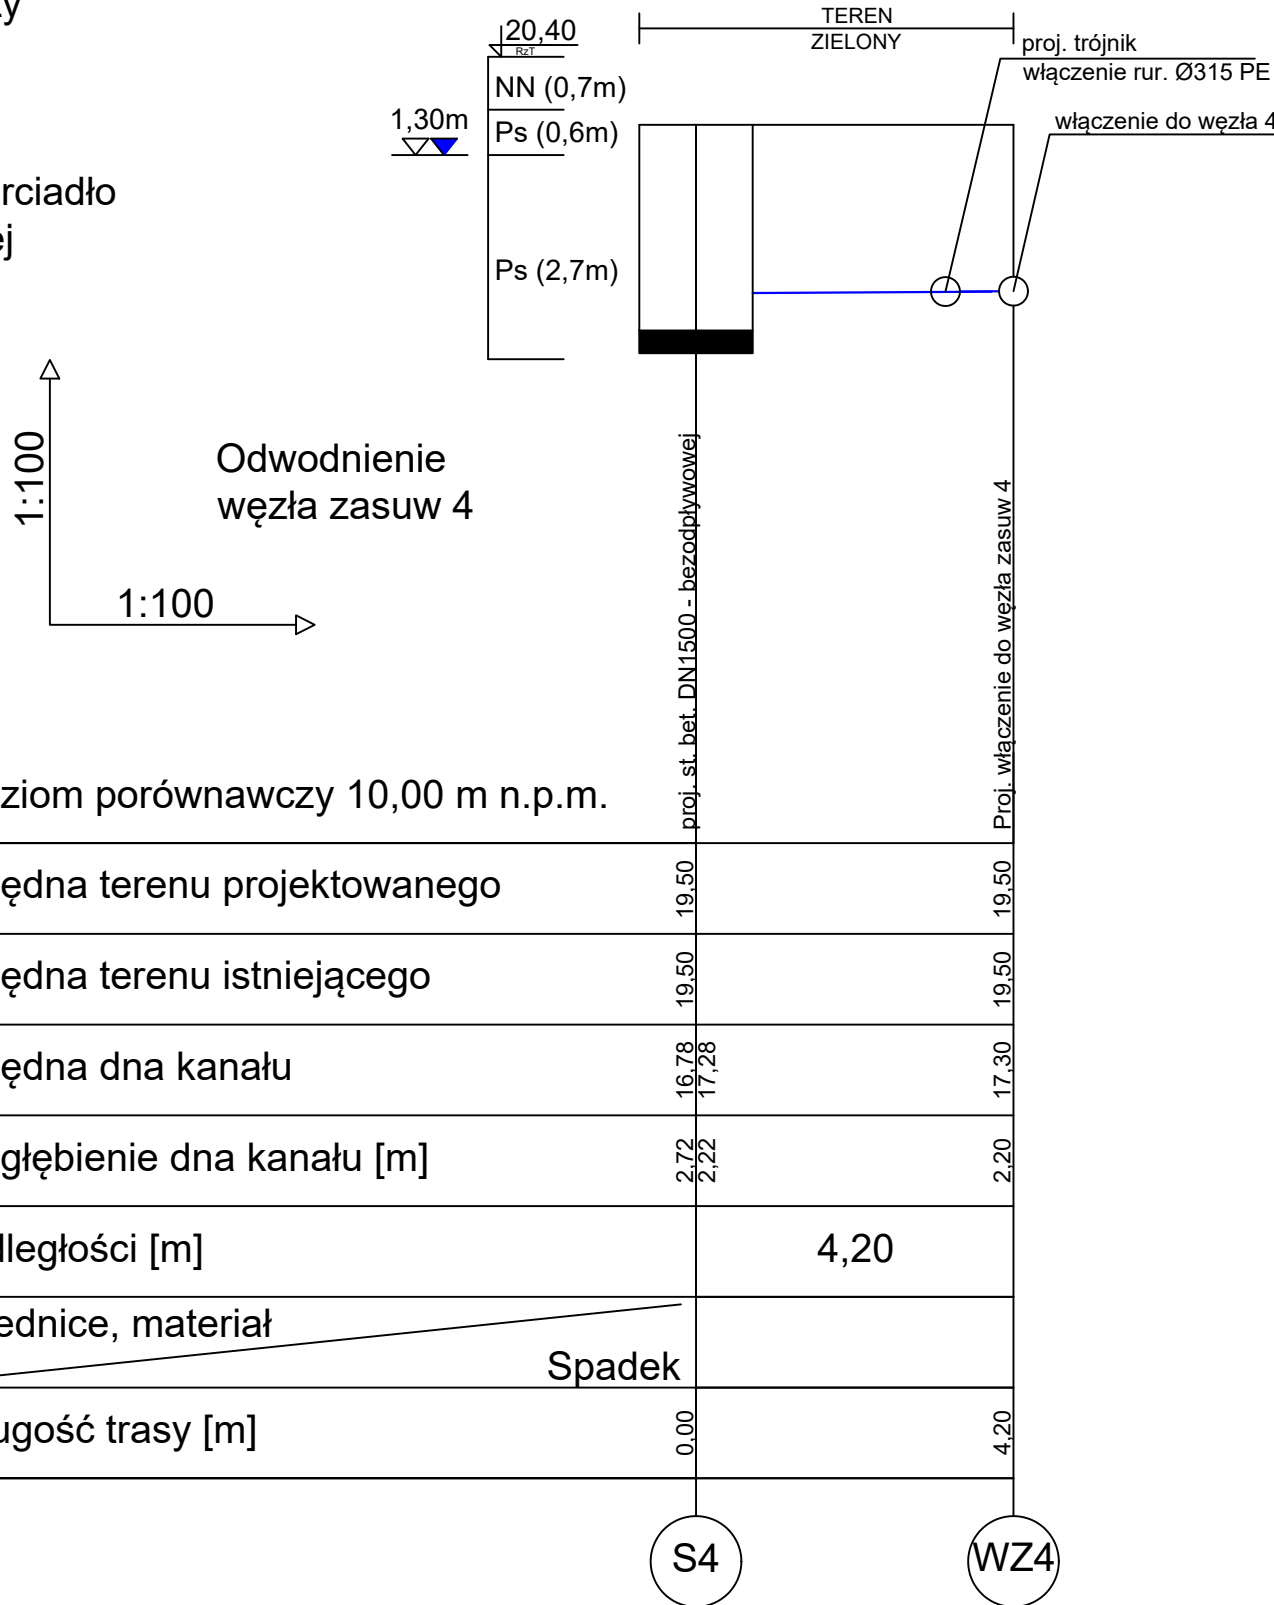 20,40
RzT
NN (0,7m)
1,30m
Ps (0,6m)
Ps (2,7m)
TEREN
ZIELONY
proj. trójnik
włączenie rur. Ø315 PE
włączenie do węzła 4
rciadło
ej
1:100
1:100
Odwodnienie
węzła zasuw 4
proj. st. bet. DN1500 - bezodpływowej
Proj. włączenie do węzła zasuw 4
ziom porównawczy 10,00 m n.p.m.
ędna terenu projektowanego
19,50
19,50
ędna terenu istniejącego
19,50
19,50
ędna dna kanału
16,78
17,28
17,30
głębienie dna kanału [m]
2,72
2,22
2,20
ległości [m]
4,20
ednice, materiał
Spadek
ugość trasy [m]
0,00
4,20
S4
WZ4